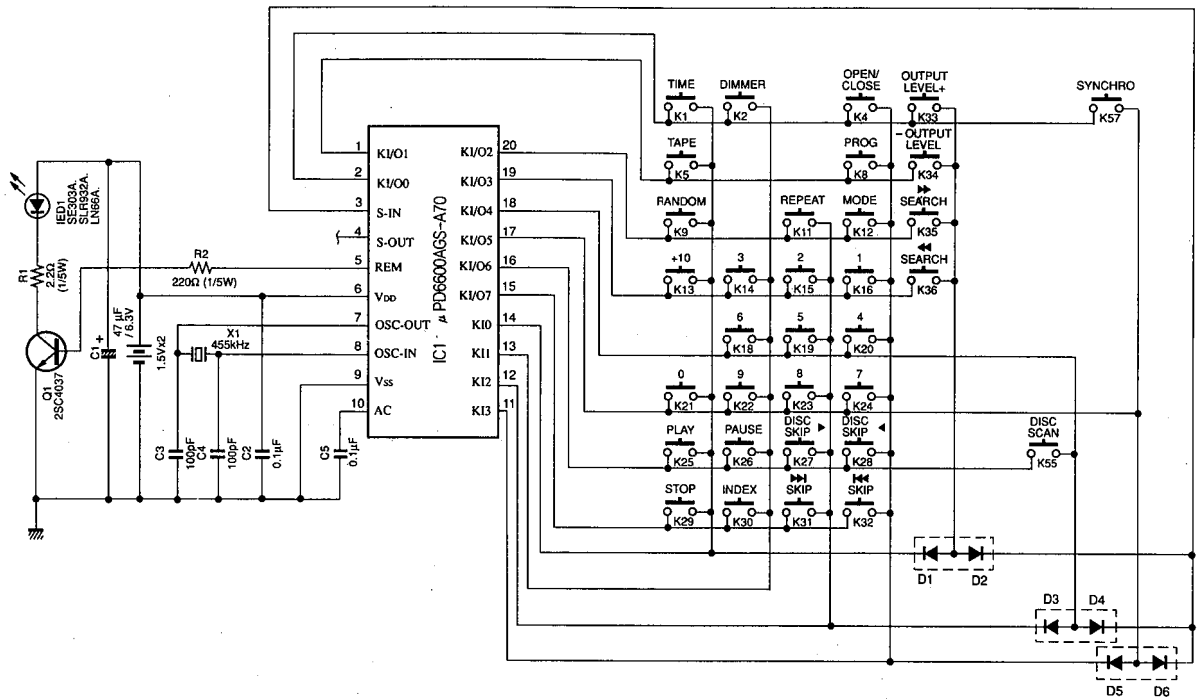 IED1
SE303A.
SLR932A.
LN66A.
R1
2.2Ω
(1/5W)
R2
220Ω (1/5W)
Q1
2SC4037
C1
+
47 µF
/ 6.3V
1.5Vx2
X1
455kHz
C3
100pF
C4
100pF
C2
0.1µF
C5
0.1µF
IC1 µPD6600AGS-A70
1 KI/O1
2 KI/O0
3 S-IN
4 S-OUT
5 REM
6 VDD
7 OSC-OUT
8 OSC-IN
9 Vss
10 AC
KI/O2 20
KI/O3 19
KI/O4 18
KI/O5 17
KI/O6 16
KI/O7 15
KI0 14
KI1 13
KI2 12
KI3 11
TIME DIMMER OPEN/CLOSE OUTPUT LEVEL+ SYNCHRO
K1 K2 K4 K33 K57
TAPE PROG − OUTPUT LEVEL
K5 K8 K34
RANDOM REPEAT MODE SEARCH
K9 K11 K12 K35
+10 3 2 1 SEARCH
K13 K14 K15 K16 K36
6 5 4
K18 K19 K20
0 9 8 7
K21 K22 K23 K24
PLAY PAUSE DISC SKIP DISC SKIP DISC SCAN
K25 K26 K27 K28 K55
STOP INDEX SKIP SKIP
K29 K30 K31 K32
D1 D2
D3 D4
D5 D6